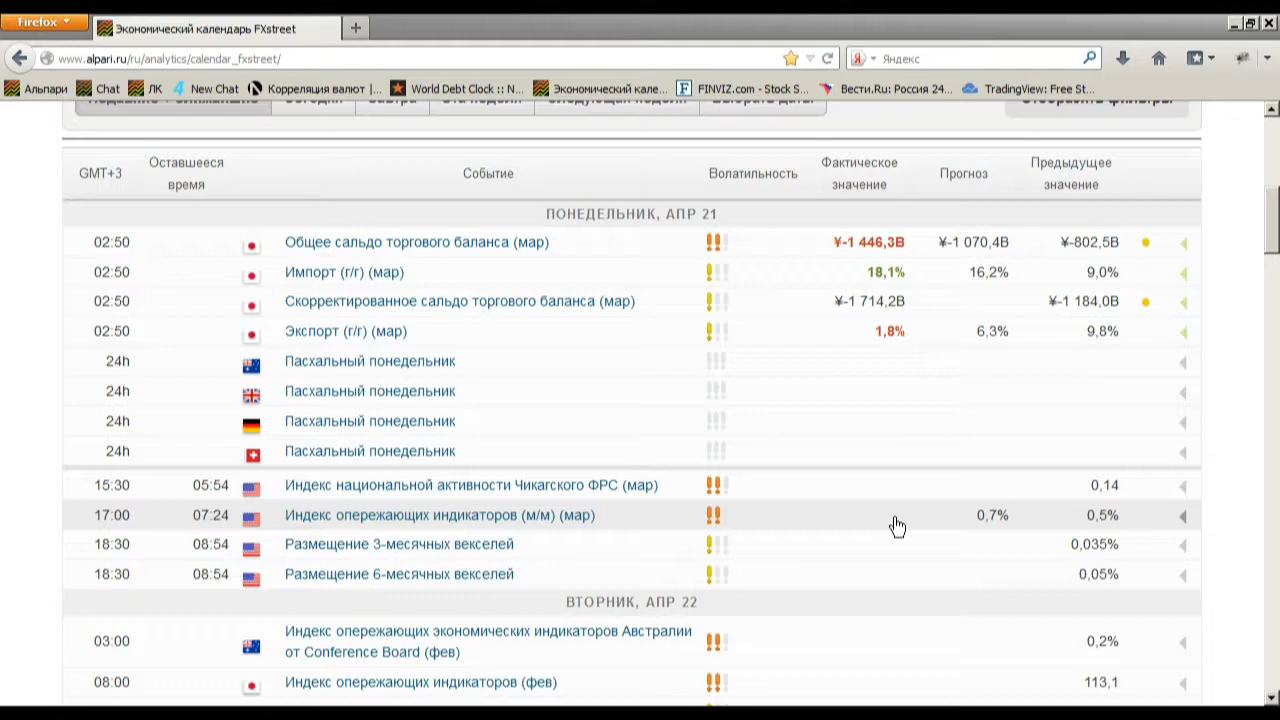 Firefox
Экономический календарь FXstreet
www.alpari.ru/ru/analytics/calendar_fxstreet/
Яндекс
Альпари
Chat
ЛК
New Chat
Корреляция валют |...
World Debt Clock :: N...
Экономический кале...
FINVIZ.com - Stock S...
Вести.Ru: Россия 24...
TradingView: Free St...
GMT+3
Оставшееся время
Событие
Волатильность
Фактическое значение
Прогноз
Предыдущее значение
ПОНЕДЕЛЬНИК, АПР 21
02:50 Общее сальдо торгового баланса (мар) ¥-1 446,3B ¥-1 070,4B ¥-802,5B
02:50 Импорт (г/г) (мар) 18,1% 16,2% 9,0%
02:50 Скорректированное сальдо торгового баланса (мар) ¥-1 714,2B ¥-1 184,0B
02:50 Экспорт (г/г) (мар) 1,8% 6,3% 9,8%
24h Пасхальный понедельник
24h Пасхальный понедельник
24h Пасхальный понедельник
24h Пасхальный понедельник
15:30 05:54 Индекс национальной активности Чикагского ФРС (мар) 0,14
17:00 07:24 Индекс опережающих индикаторов (м/м) (мар) 0,7% 0,5%
18:30 08:54 Размещение 3-месячных векселей 0,035%
18:30 08:54 Размещение 6-месячных векселей 0,05%
ВТОРНИК, АПР 22
03:00 Индекс опережающих экономических индикаторов Австралии 0,2%
от Conference Board (фев)
08:00 Индекс опережающих индикаторов (фев) 113,1